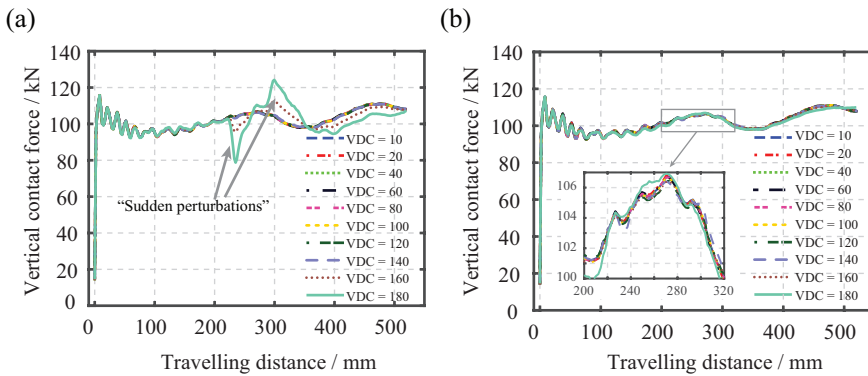 (a)
140
120
100
80
60
40
20
0
Vertical contact force / kN
"Sudden perturbations"
VDC = 10
VDC = 20
VDC = 40
VDC = 60
VDC = 80
VDC = 100
VDC = 120
VDC = 140
VDC = 160
VDC = 180
0 100 200 300 400 500
Travelling distance / mm
(b)
140
120
100
80
60
40
20
0
Vertical contact force / kN
106
104
102
100
200 240 280 320
VDC = 10
VDC = 20
VDC = 40
VDC = 60
VDC = 80
VDC = 100
VDC = 120
VDC = 140
VDC = 160
VDC = 180
0 100 200 300 400 500
Travelling distance / mm